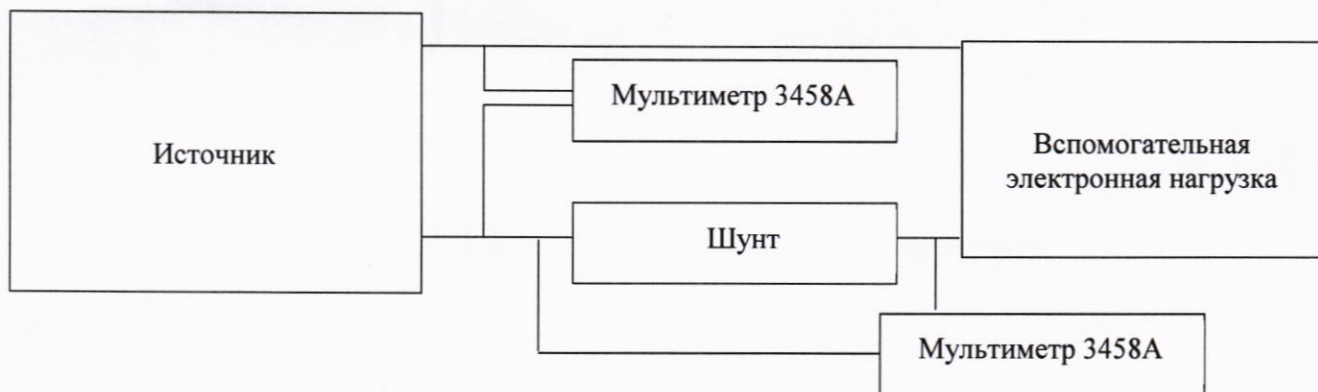 Мультиметр 3458А
Источник
Вспомогательная
электронная нагрузка
Шунт
Мультиметр 3458А